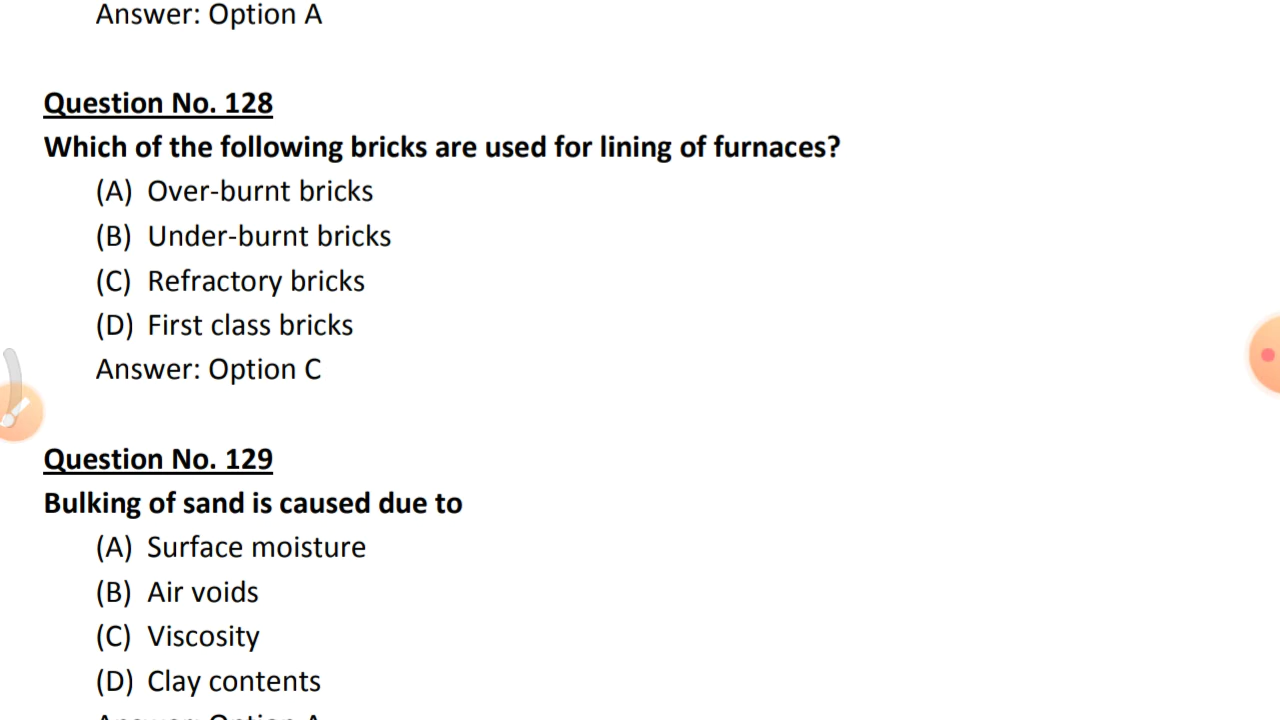 Answer: Option A
Question No. 128
Which of the following bricks are used for lining of furnaces?
(A) Over-burnt bricks
(B) Under-burnt bricks
(C) Refractory bricks
(D) First class bricks
Answer: Option C
Question No. 129
Bulking of sand is caused due to
(A) Surface moisture
(B) Air voids
(C) Viscosity
(D) Clay contents
Answer: Option A